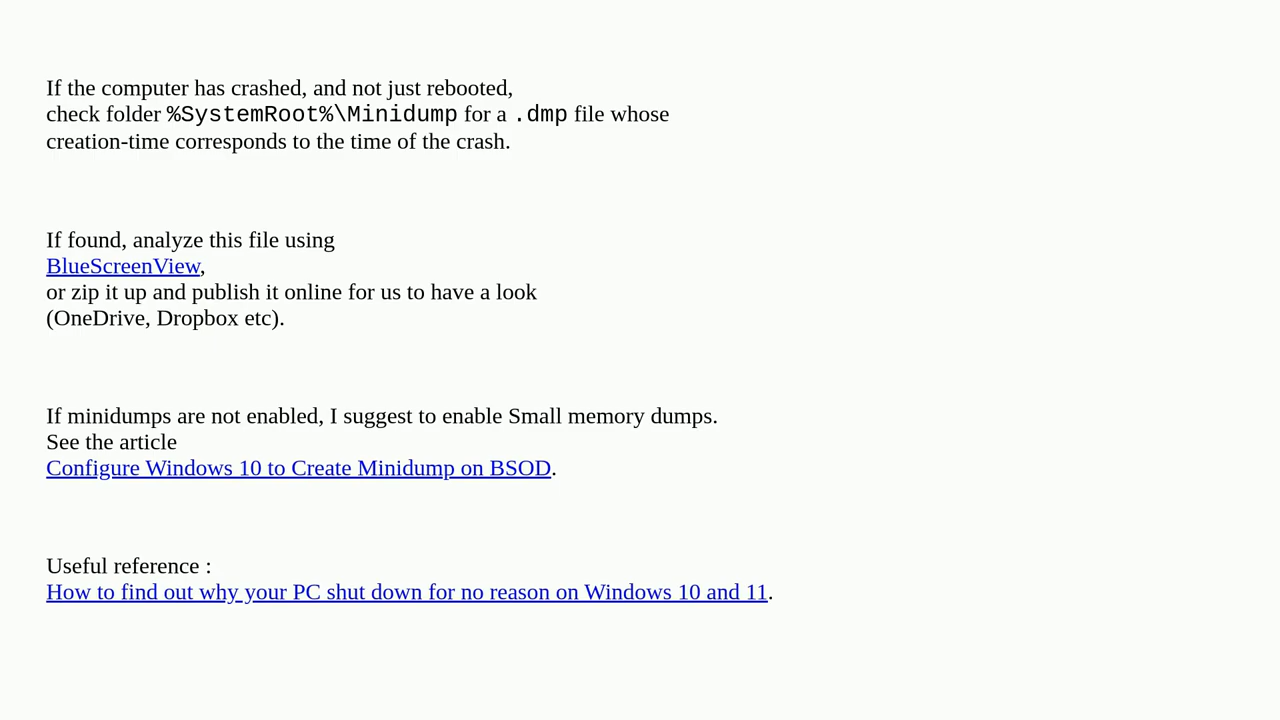 If the computer has crashed, and not just rebooted,
check folder %SystemRoot%\Minidump for a .dmp file whose
creation-time corresponds to the time of the crash.
If found, analyze this file using
BlueScreenView,
or zip it up and publish it online for us to have a look
(OneDrive, Dropbox etc).
If minidumps are not enabled, I suggest to enable Small memory dumps.
See the article
Configure Windows 10 to Create Minidump on BSOD.
Useful reference :
How to find out why your PC shut down for no reason on Windows 10 and 11.